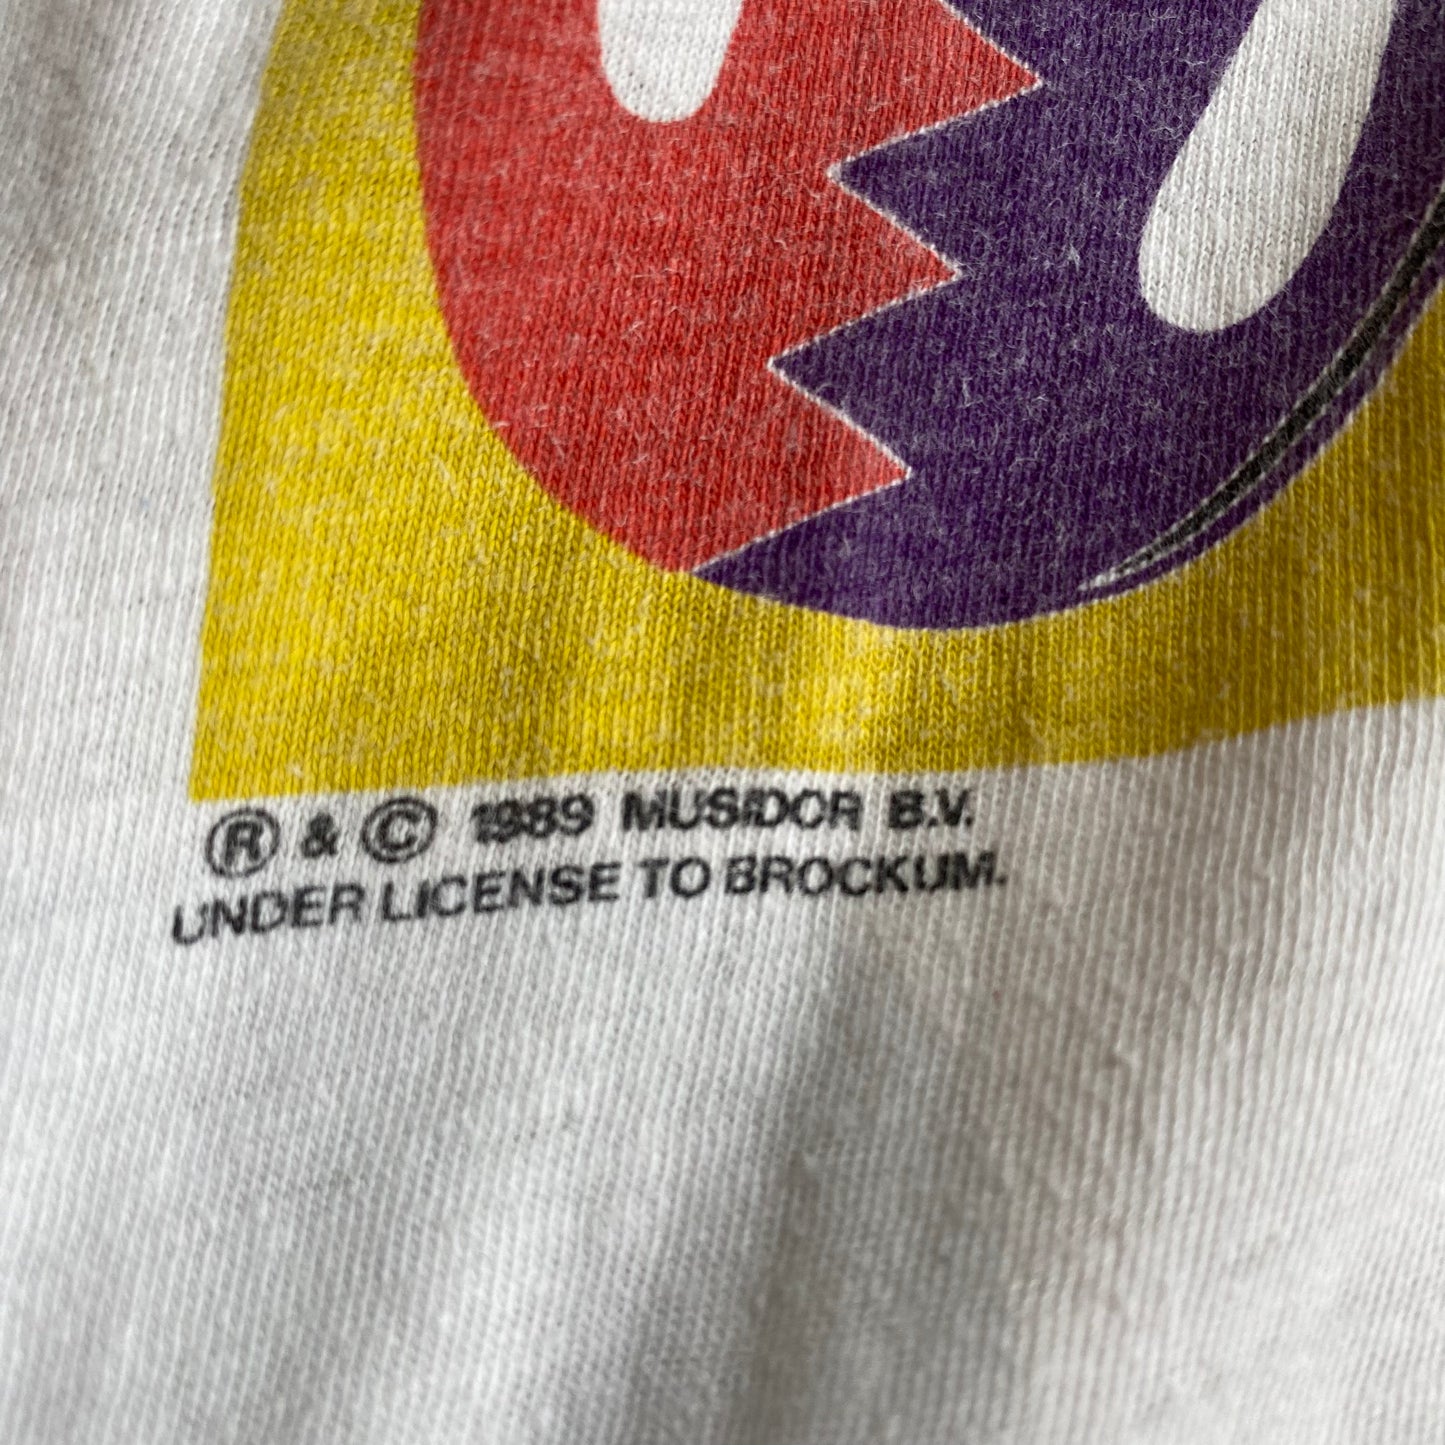 ® & © 1989 MUSIDOR B.V.
UNDER LICENSE TO BROCKUM.